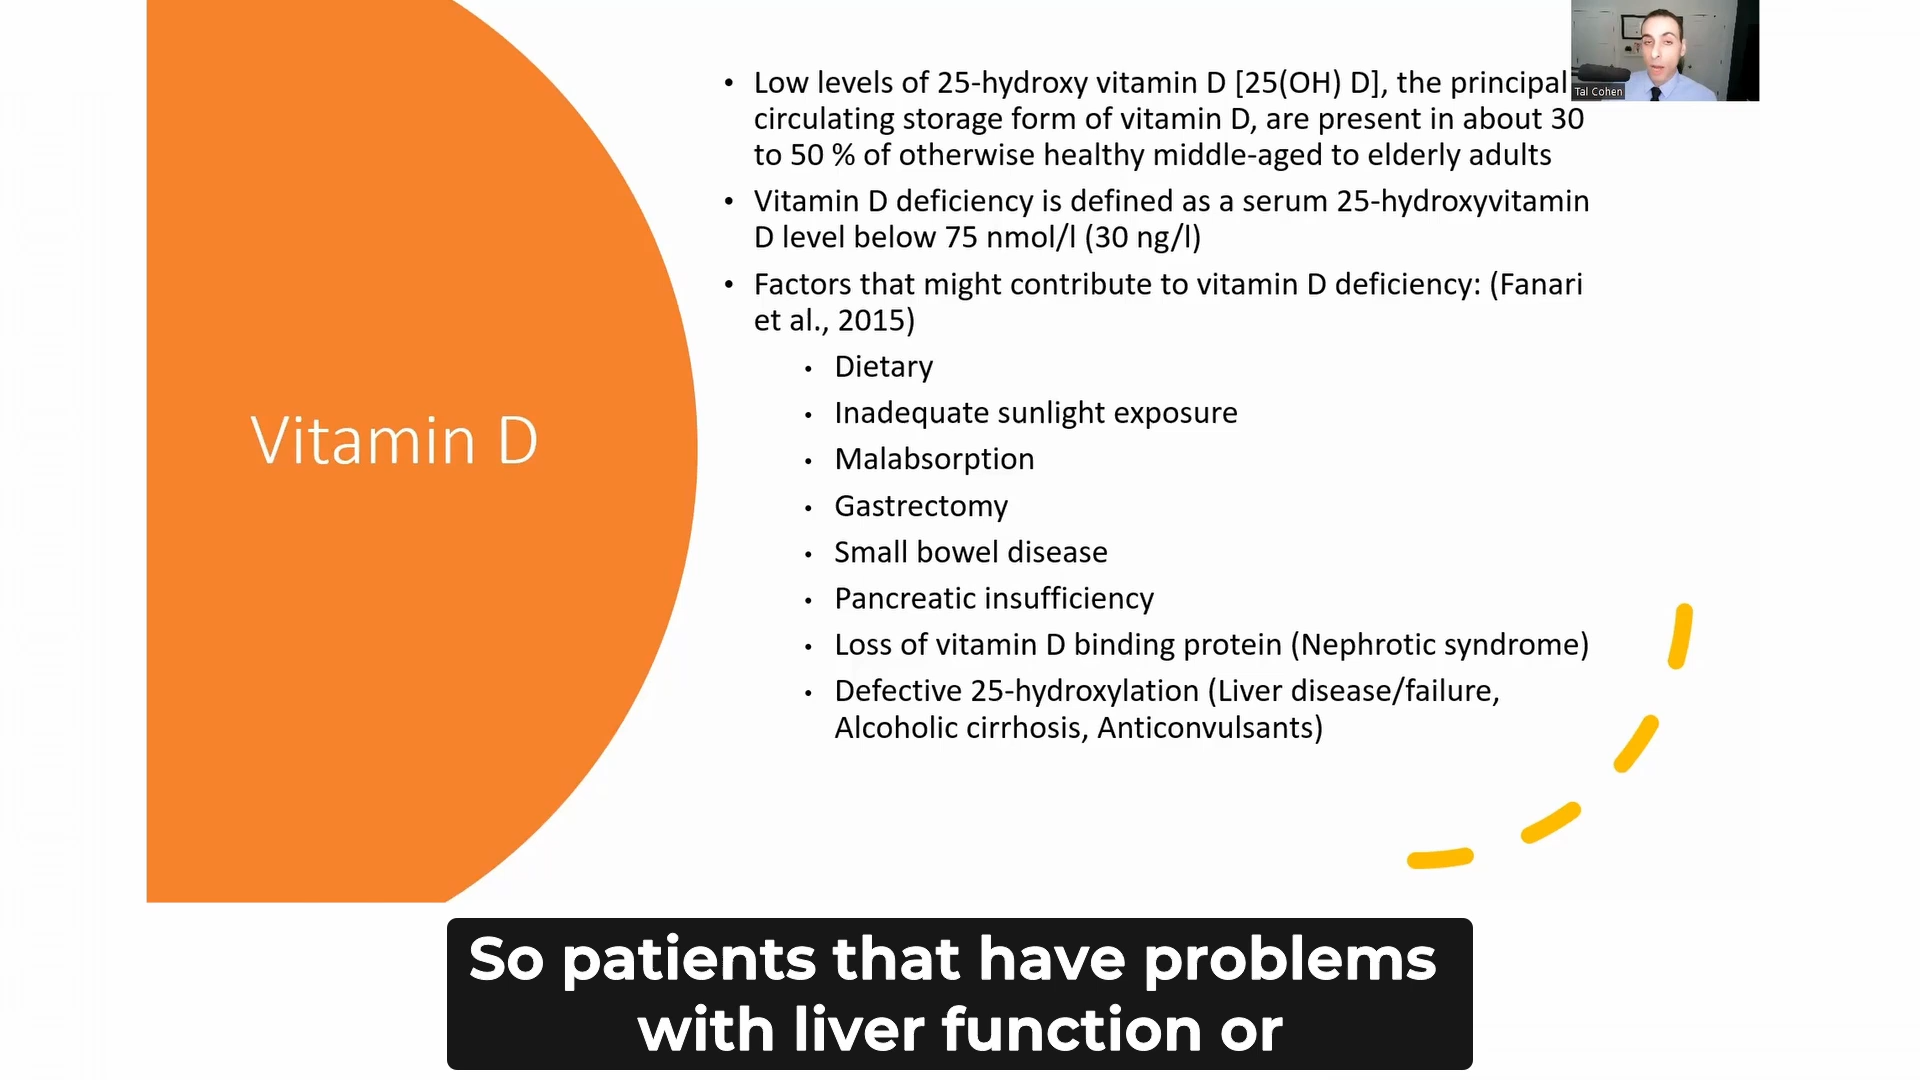 Vitamin D
• Low levels of 25-hydroxy vitamin D [25(OH) D], the principal
circulating storage form of vitamin D, are present in about 30
to 50 % of otherwise healthy middle-aged to elderly adults
• Vitamin D deficiency is defined as a serum 25-hydroxyvitamin
D level below 75 nmol/l (30 ng/l)
• Factors that might contribute to vitamin D deficiency: (Fanari
et al., 2015)
• Dietary
• Inadequate sunlight exposure
• Malabsorption
• Gastrectomy
• Small bowel disease
• Pancreatic insufficiency
• Loss of vitamin D binding protein (Nephrotic syndrome)
• Defective 25-hydroxylation (Liver disease/failure,
Alcoholic cirrhosis, Anticonvulsants)
Tal Cohen
So patients that have problems
with liver function or